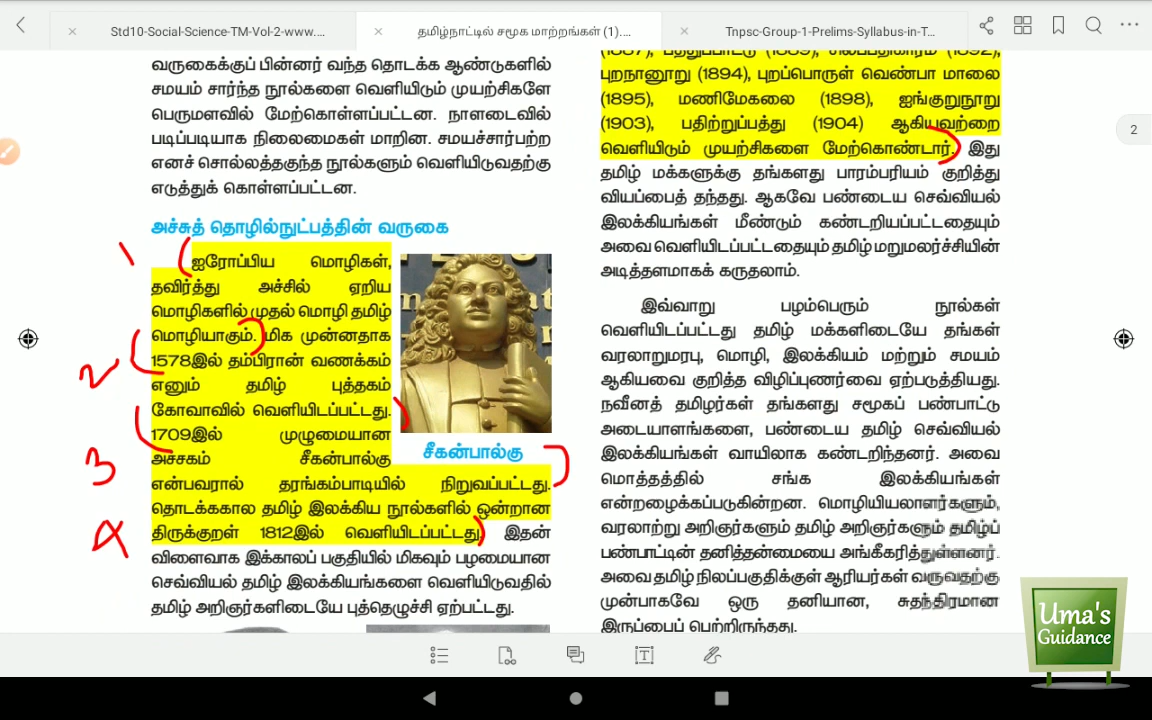 Std10-Social-Science-TM-Vol-2-www....
தமிழ்நாட்டில் சமூக மாற்றங்கள் (1)....
Tnpsc-Group-1-Prelims-Syllabus-in-T...
2
வருகைக்குப் பின்னர் வந்த தொடக்க ஆண்டுகளில்
சமயம் சார்ந்த நூல்களை வெளியிடும் முயற்சிகளே
பெருமளவில் மேற்கொள்ளப்பட்டன. நாளடைவில்
படிப்படியாக நிலைமைகள் மாறின. சமயச்சார்பற்ற
எனச் சொல்லத்தகுந்த நூல்களும் வெளியிடுவதற்கு
எடுத்துக் கொள்ளப்பட்டன.
அச்சுத் தொழில்நுட்பத்தின் வருகை
ஐரோப்பிய மொழிகள்,
தவிர்த்து அச்சில் ஏறிய
மொழிகளில் முதல் மொழி தமிழ்
மொழியாகும். மிக முன்னதாக
1578இல் தம்பிரான் வணக்கம்
எனும் தமிழ் புத்தகம்
கோவாவில் வெளியிடப்பட்டது.
1709இல் முழுமையான
அச்சகம் சீகன்பால்கு
என்பவரால் தரங்கம்பாடியில் நிறுவப்பட்டது.
தொடக்ககால தமிழ் இலக்கிய நூல்களில் ஒன்றான
திருக்குறள் 1812இல் வெளியிடப்பட்டது. இதன்
விளைவாக இக்காலப் பகுதியில் மிகவும் பழமையான
செவ்வியல் தமிழ் இலக்கியங்களை வெளியிடுவதில்
தமிழ் அறிஞர்களிடையே புத்தெழுச்சி ஏற்பட்டது.
சீகன்பால்கு
1
2
3
4
(1887), பத்துப்பாட்டு (1889), சிலப்பதிகாரம் (1892),
புறநானூறு (1894), புறப்பொருள் வெண்பா மாலை
(1895), மணிமேகலை (1898), ஐங்குறுநூறு
(1903), பதிற்றுப்பத்து (1904) ஆகியவற்றை
வெளியிடும் முயற்சிகளை மேற்கொண்டார். இது
தமிழ் மக்களுக்கு தங்களது பாரம்பரியம் குறித்து
வியப்பைத் தந்தது. ஆகவே பண்டைய செவ்வியல்
இலக்கியங்கள் மீண்டும் கண்டறியப்பட்டதையும்
அவை வெளியிடப்பட்டதையும் தமிழ் மறுமலர்ச்சியின்
அடித்தளமாகக் கருதலாம்.
இவ்வாறு பழம்பெரும் நூல்கள்
வெளியிடப்பட்டது தமிழ் மக்களிடையே தங்கள்
வரலாறுமரபு, மொழி, இலக்கியம் மற்றும் சமயம்
ஆகியவை குறித்த விழிப்புணர்வை ஏற்படுத்தியது.
நவீனத் தமிழர்கள் தங்களது சமூகப் பண்பாட்டு
அடையாளங்களை, பண்டைய தமிழ் செவ்வியல்
இலக்கியங்கள் வாயிலாக கண்டறிந்தனர். அவை
மொத்தத்தில் சங்க இலக்கியங்கள்
என்றழைக்கப்படுகின்றன. மொழியியலாளர்களும்,
வரலாற்று அறிஞர்களும் தமிழ் அறிஞர்களும் தமிழ்ப்
பண்பாட்டின் தனித்தன்மையை அங்கீகரித்துள்ளனர்.
அவை தமிழ் நிலப்பகுதிக்குள் ஆரியர்கள் வருவதற்கு
முன்பாகவே ஒரு தனியான, சுதந்திரமான
இருப்பைப் பெற்றிருந்தது.
Uma's
Guidance